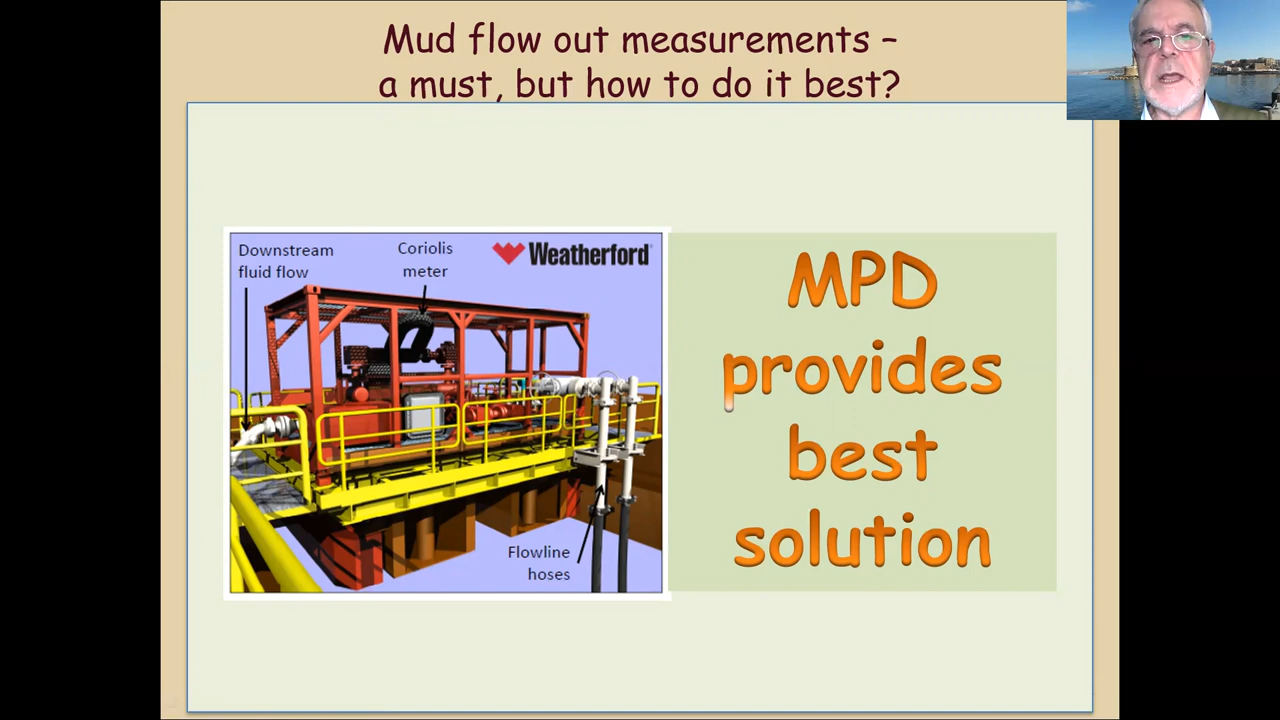 Mud flow out measurements –
a must, but how to do it best?
Downstream
fluid flow
Coriolis
meter
Weatherford
Flowline
hoses
MPD
provides
best
solution